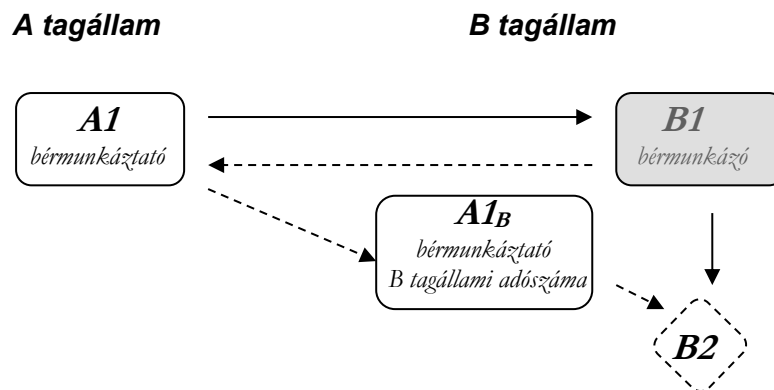 A tagállam
B tagállam
A1
bérmunkáztató
B1
bérmunkázó
A1B
bérmunkáztató
B tagállami adószáma
B2